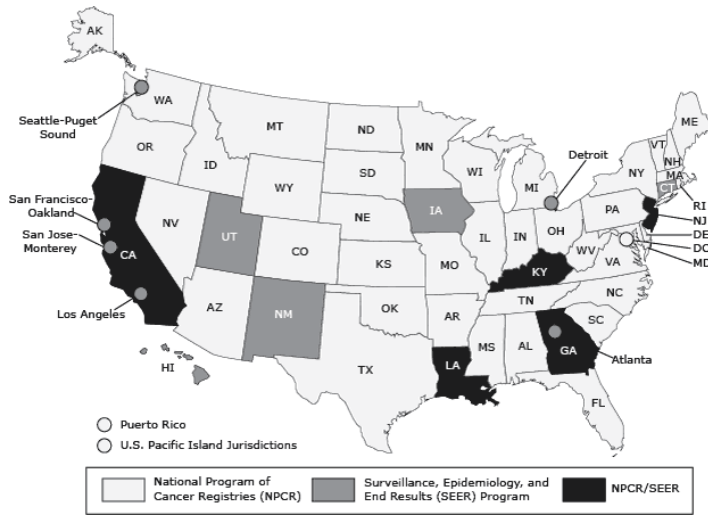 AK
WA
Seattle-Puget
Sound
MT
ND
MN
ME
VT
NH
OR
ID
SD
WI
Detroit
NY
MA
CT
MI
WY
RI
San Francisco-
Oakland
NE
IA
PA
NJ
NV
OH
DE
San Jose-
Monterey
UT
IL
IN
DC
CA
CO
WV
MD
KS
MO
VA
KY
Los Angeles
NC
AZ
NM
OK
TN
AR
SC
HI
MS
AL
GA
Atlanta
LA
TX
FL
Puerto Rico
U.S. Pacific Island Jurisdictions
National Program of
Cancer Registries (NPCR)
Surveillance, Epidemiology, and
End Results (SEER) Program
NPCR/SEER